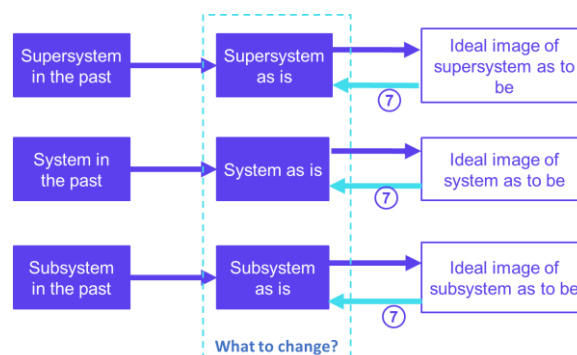 Supersystem
in the past
Supersystem
as is
Ideal image of
supersystem as to
be
7
System in
the past
System as is
Ideal image of
system as to be
7
Subsystem
in the past
Subsystem
as is
Ideal image of
subsystem as to be
7
What to change?